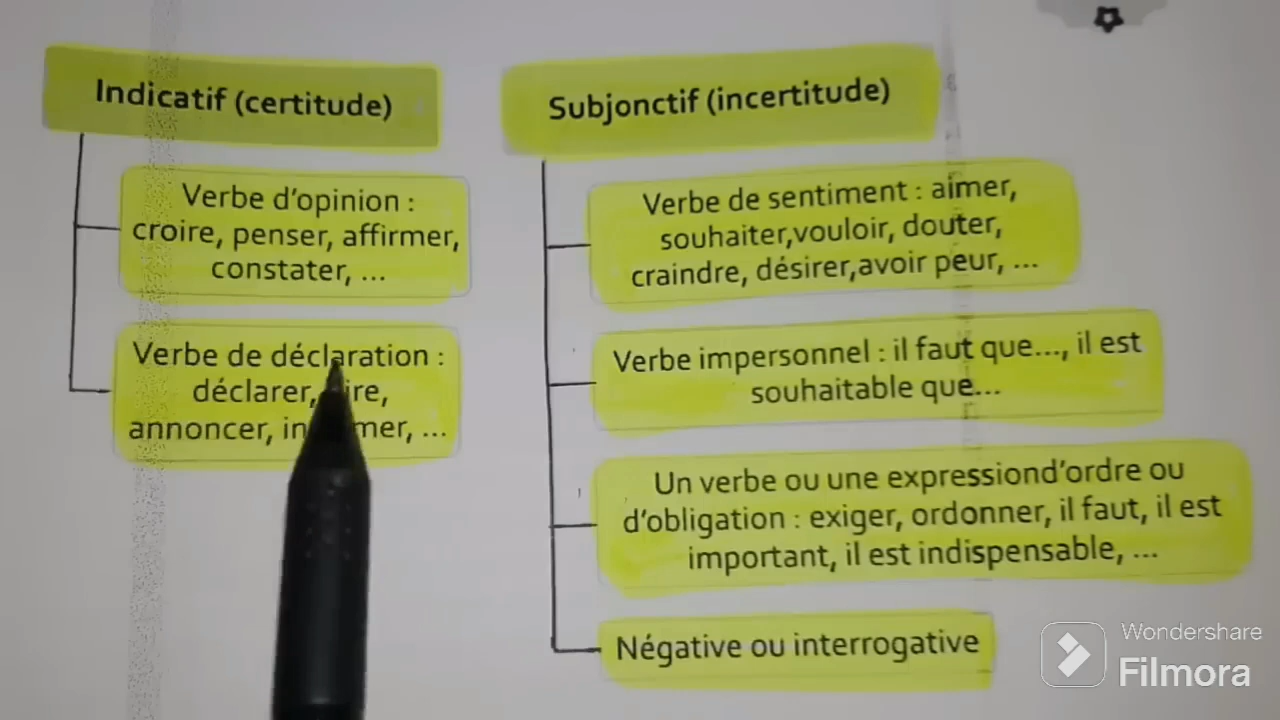 Indicatif (certitude)
Verbe d'opinion :
croire, penser, affirmer,
constater, ...
Verbe de déclaration :
déclarer,
annoncer, ...
Subjonctif (incertitude)
Verbe de sentiment : aimer,
souhaiter,vouloir, douter,
craindre, désirer,avoir peur, ...
Verbe impersonnel : il faut que..., il est
souhaitable que...
Un verbe ou une expressiond'ordre ou
d'obligation : exiger, ordonner, il faut, il est
important, il est indispensable, ...
Négative ou interrogative
Wondershare
Filmora